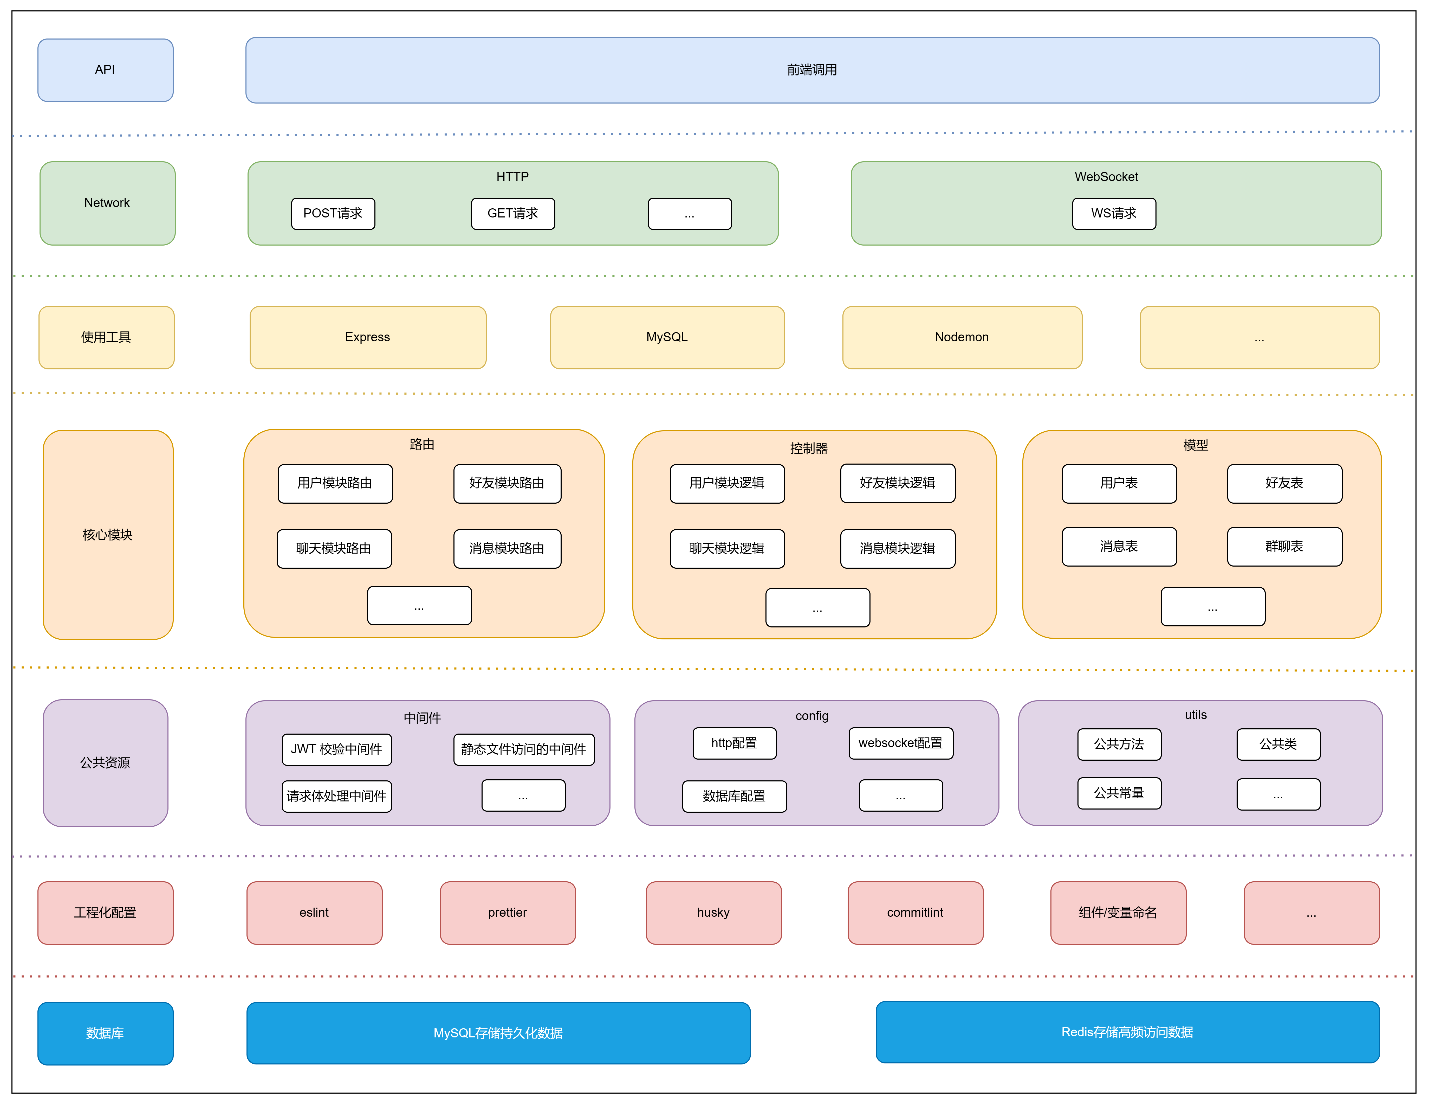 API
前端调用
Network
HTTP
POST请求
GET请求
...
WebSocket
WS请求
使用工具
Express
MySQL
Nodemon
...
核心模块
路由
用户模块路由
好友模块路由
聊天模块路由
消息模块路由
...
控制器
用户模块逻辑
好友模块逻辑
聊天模块逻辑
消息模块逻辑
...
模型
用户表
好友表
消息表
群聊表
...
公共资源
中间件
JWT 校验中间件
静态文件访问的中间件
请求体处理中间件
...
config
http配置
websocket配置
数据库配置
...
utils
公共方法
公共类
公共常量
...
工程化配置
eslint
prettier
husky
commitlint
组件/变量命名
...
数据库
MySQL存储持久化数据
Redis存储高频访问数据